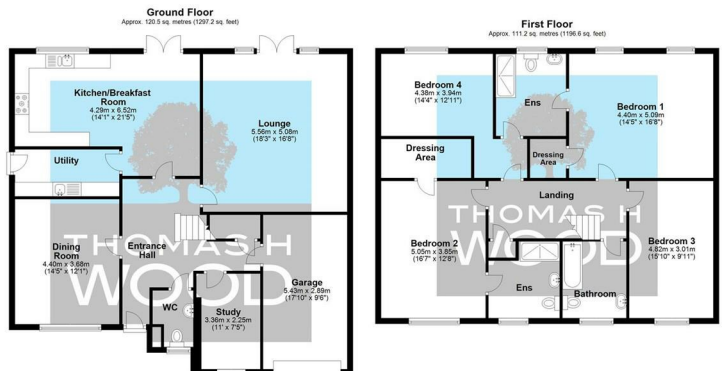 Ground Floor
Approx. 120.5 sq. metres (1297.2 sq. feet)
Kitchen/Breakfast
Room
4.29m x 6.52m
(14'1" x 21'5")
Lounge
5.56m x 5.08m
(18'3" x 16'8")
Utility
Dining
Room
4.40m x 3.68m
(14'5" x 12'1")
Entrance
Hall
Garage
5.43m x 2.89m
(17'10" x 9'6")
WC
Study
3.36m x 2.25m
(11' x 7'5")
THOMAS H
WOOD
First Floor
Approx. 111.2 sq. metres (1196.6 sq. feet)
Bedroom 4
4.38m x 3.94m
(14'4" x 12'11")
Ens
Bedroom 1
4.40m x 5.09m
(14'5" x 16'8")
Dressing
Area
Dressing
Area
Landing
Bedroom 2
5.05m x 3.85m
(16'7" x 12'8")
Bedroom 3
4.82m x 3.01m
(15'10" x 9'11")
Ens
Bathroom
THOMAS H
WOOD